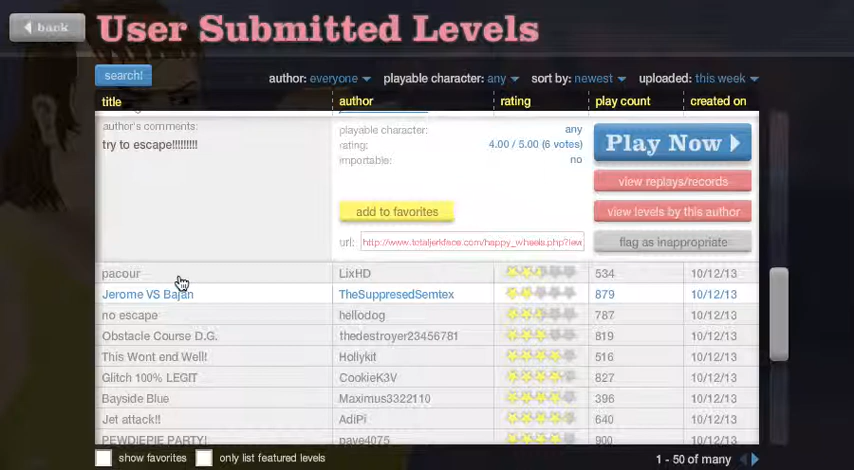 back User Submitted Levels
search! author: everyone playable character: any sort by: newest uploaded: this week
title author rating play count created on
author's comments: playable character: any
try to escape!!!!!!!!! rating: 4.00 / 5.00 (6 votes) Play Now
importable: no
view replays/records
add to favorites view levels by this author
url: http://www.totaljerkface.com/happy_wheels.php?lev flag as inappropriate
pacour LixHD 534 10/12/13
Jerome VS Bajan TheSuppresedSemtex 879 10/12/13
no escape hellodog 787 10/12/13
Obstacle Course D.G. thedestroyer23456781 819 10/12/13
This Wont end Well! Hollykit 516 10/12/13
Glitch 100% LEGIT CookieK3V 827 10/12/13
Bayside Blue Maximus3322110 396 10/12/13
Jet attack!! AdiPi 640 10/12/13
PEWDIEPIE PARTY! pave4075 900 10/12/13
show favorites only list featured levels 1 - 50 of many